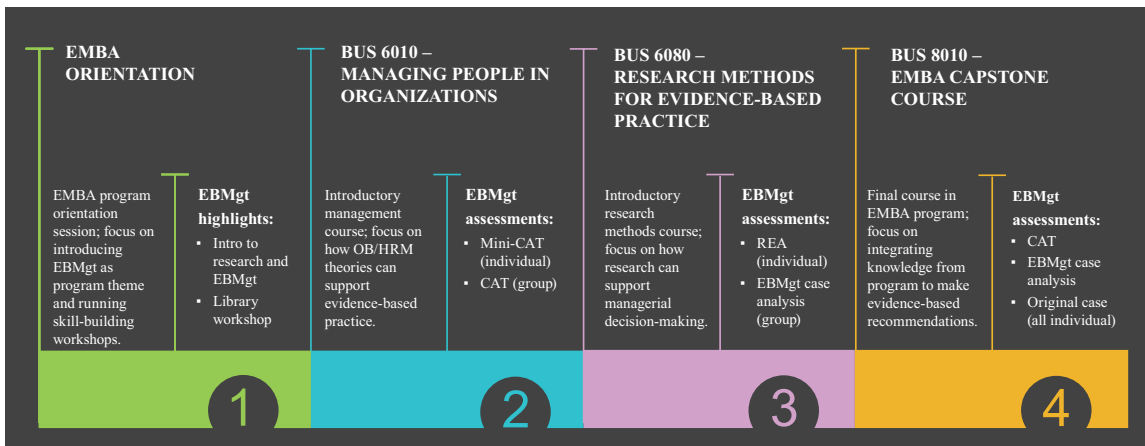 EMBA
ORIENTATION
EMBA program
orientation
session; focus on
introducing
EBMgt as
program theme
and running
skill-building
workshops.
EBMgt
highlights:
▪ Intro to
research and
EBMgt
▪ Library
workshop
1
BUS 6010 –
MANAGING PEOPLE IN
ORGANIZATIONS
Introductory
management
course; focus on
how OB/HRM
theories can
support
evidence-based
practice.
EBMgt
assessments:
▪ Mini-CAT
(individual)
▪ CAT (group)
2
BUS 6080 –
RESEARCH METHODS
FOR EVIDENCE-BASED
PRACTICE
Introductory
research
methods course;
focus on how
research can
support
managerial
decision-making.
EBMgt
assessments:
▪ REA
(individual)
▪ EBMgt case
analysis
(group)
3
BUS 8010 –
EMBA CAPSTONE
COURSE
Final course in
EMBA program;
focus on
integrating
knowledge from
program to make
evidence-based
recommendations.
EBMgt
assessments:
▪ CAT
▪ EBMgt case
analysis
▪ Original case
(all individual)
4